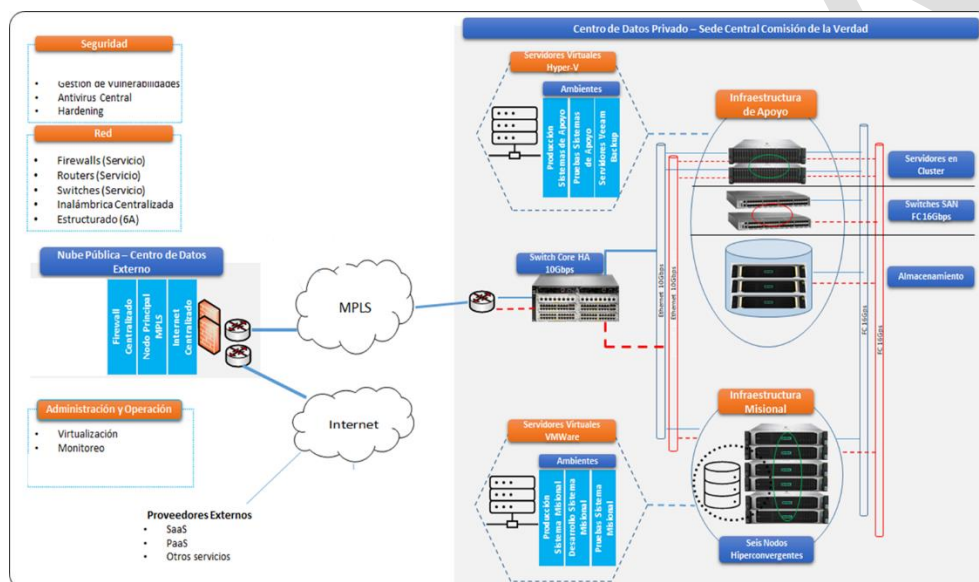 Centro de Datos Privado – Sede Central Comisión de la Verdad
Seguridad
Gestión de Vulnerabilidades
Antivirus Central
Hardening
Red
Firewalls (Servicio)
Routers (Servicio)
Switches (Servicio)
Inalámbrica Centralizada
Estructurado (6A)
Nube Pública – Centro de Datos
Externo
Firewall
Centralizado
Nodo Principal
MPLS
Internet
Centralizado
MPLS
Internet
Administración y Operación
Virtualización
Monitoreo
Proveedores Externos
SaaS
PaaS
Otros servicios
Servidores Virtuales
Hyper-V
Ambientes
Producción
Sistemas de Apoyo
Pruebas Sistemas
de Apoyo
Servidores Veeam
Backup
Infraestructura
de Apoyo
Servidores en
Cluster
Switches SAN
FC 16Gbps
Almacenamiento
Switch Core HA
10Gbps
Ethernet 10Gbps
Ethernet 10Gbps
FC 16Gps
FC 16Gps
Servidores Virtuales
VMWare
Ambientes
Producción
Sistema Misional
Desarrollo Sistema
Misional
Pruebas Sistema
Misional
Infraestructura
Misional
Seis Nodos
Hiperconvergentes